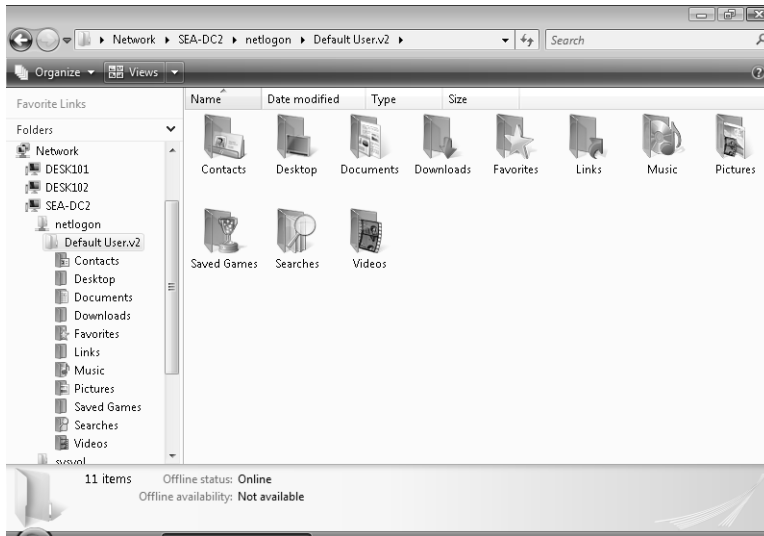 Network ▸ SEA-DC2 ▸ netlogon ▸ Default User.v2 ▸
Search
Organize Views
Favorite Links
Folders
Network
DESK101
DESK102
SEA-DC2
netlogon
Default User.v2
Contacts
Desktop
Documents
Downloads
Favorites
Links
Music
Pictures
Saved Games
Searches
Videos
sysvol
Name Date modified Type Size
Contacts Desktop Documents Downloads Favorites Links Music Pictures
Saved Games Searches Videos
11 items Offline status: Online
Offline availability: Not available